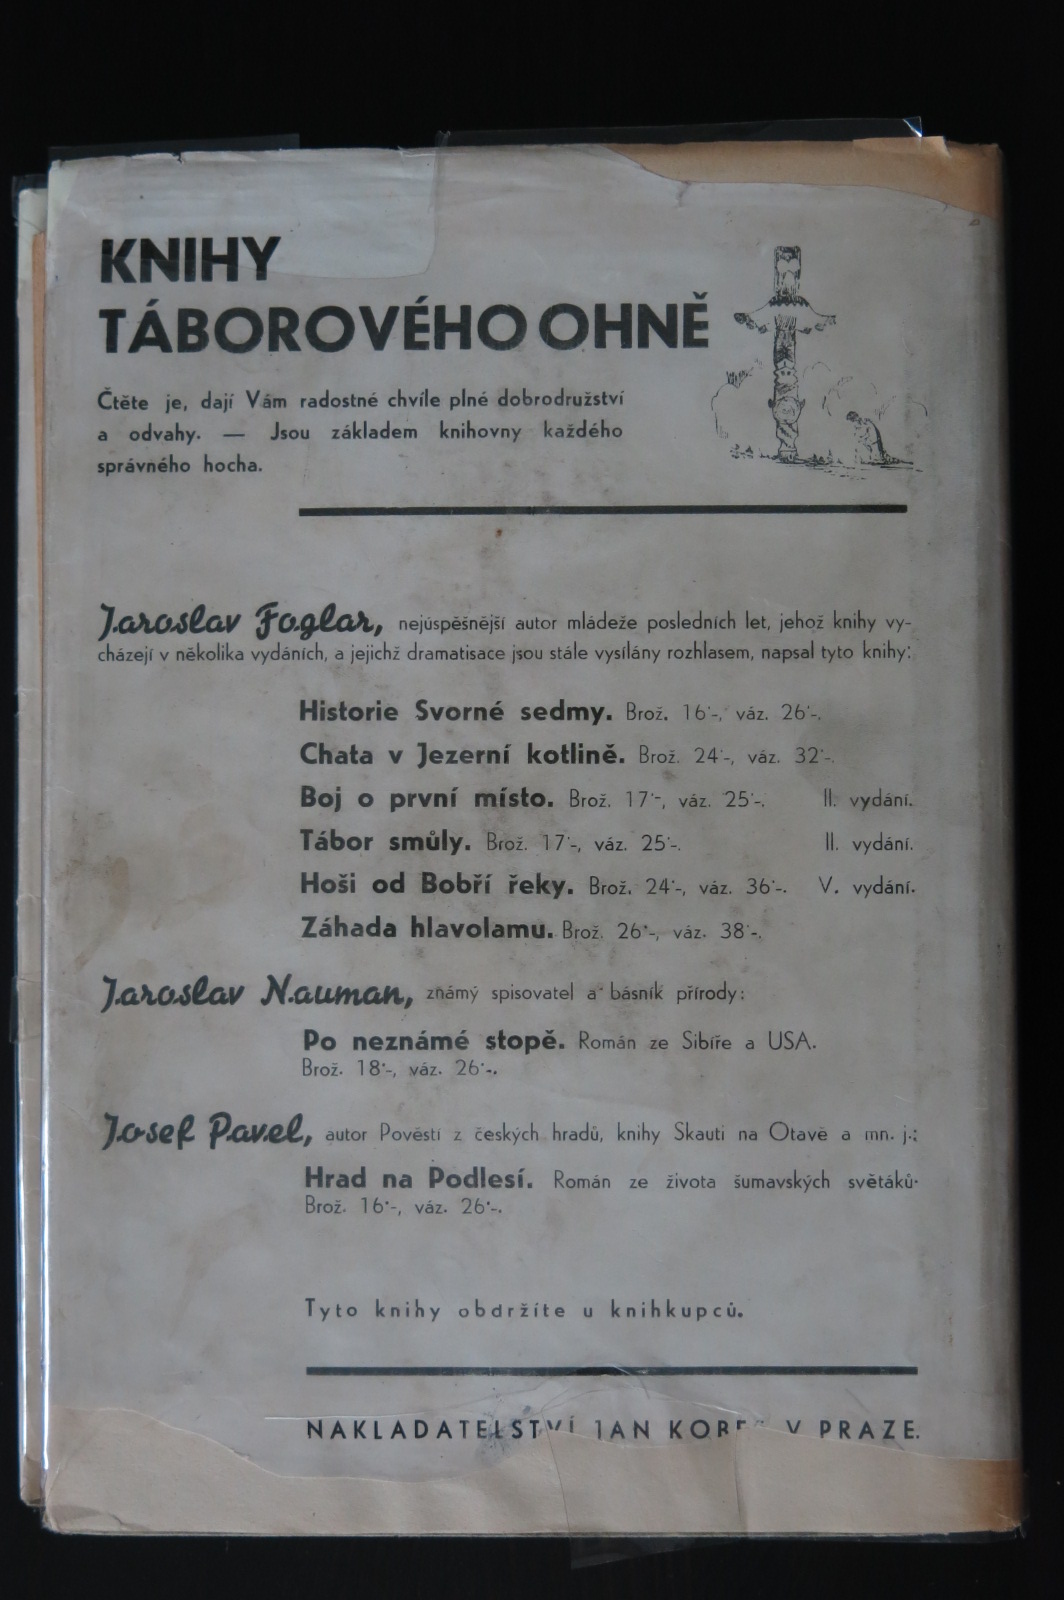 KNIHY
TÁBOROVÉHO OHNĚ
Čtěte je, dají Vám radostné chvíle plné dobrodružství
a odvahy. — Jsou základem knihovny každého
správného hocha.
Jaroslav Foglar, nejúspěšnější autor mládeže posledních let, jehož knihy vy-
cházejí v několika vydáních, a jejichž dramatisace jsou stále vysílány rozhlasem, napsal tyto knihy:
Historie Svorné sedmy. Brož. 16·-, váz. 26·-.
Chata v Jezerní kotlině. Brož. 24·-, váz. 32·-.
Boj o první místo. Brož. 17·-, váz. 25·-. II. vydání.
Tábor smůly. Brož. 17·-, váz. 25·-. II. vydání.
Hoši od Bobří řeky. Brož. 24·-, váz. 36·-. V. vydání.
Záhada hlavolamu. Brož. 26·-, váz. 38·-.
Jaroslav Nauman, známý spisovatel a básník přírody:
Po neznámé stopě. Román ze Sibíře a USA.
Brož. 18·-, váz. 26·-.
Josef Pavel, autor Pověstí z českých hradů, knihy Skauti na Otavě a mn. j.:
Hrad na Podlesí. Román ze života šumavských světáků·
Brož. 16·-, váz. 26·-.
Tyto knihy obdržíte u knihkupců.
NAKLADATELSTVÍ JAN V PRAZE.